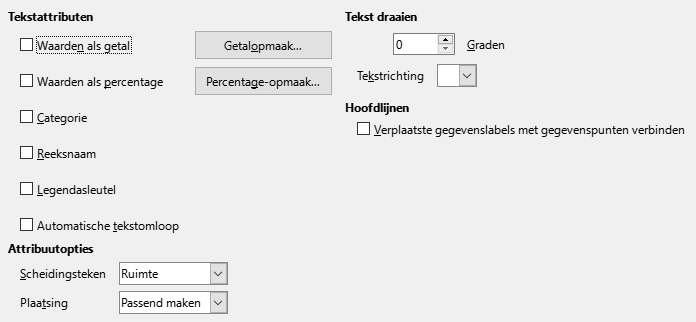 Tekstattributen
Waarden als getal
Getalopmaak...
Waarden als percentage
Percentage-opmaak...
Categorie
Reeksnaam
Legendasleutel
Automatische tekstomloop
Attribuutopties
Scheidingsteken Ruimte
Plaatsing Passend maken
Tekst draaien
0 Graden
Tekstrichting
Hoofdlijnen
Verplaatste gegevenslabels met gegevenspunten verbinden